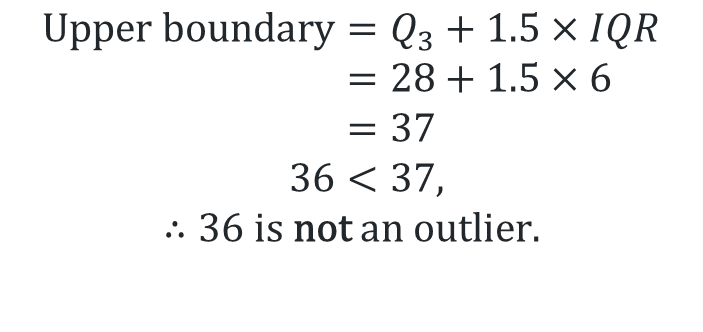 Upper boundary = Q₃ + 1.5 × IQR
= 28 + 1.5 × 6
= 37
36 < 37,
∴ 36 is not an outlier.